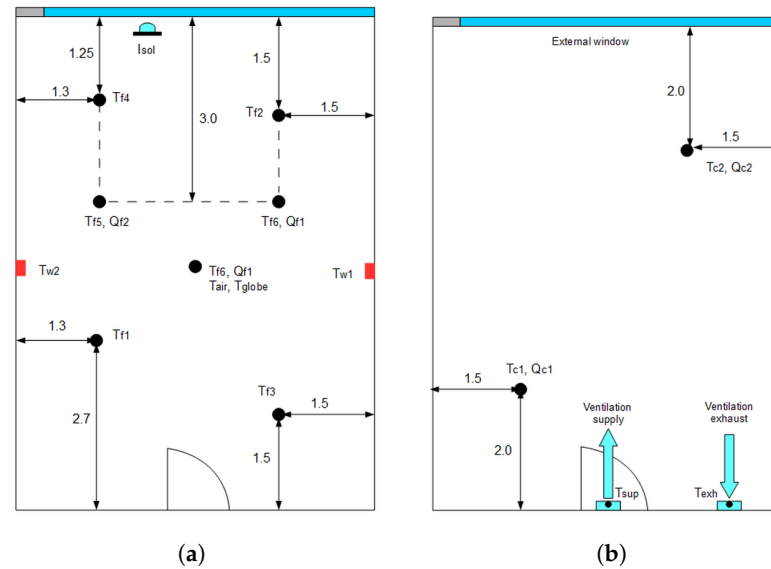 Isol
External window
1.25
1.5
1.3
Tf4
3.0
Tf2
1.5
2.0
1.5
Tc2, Qc2
Tf5, Qf2
Tf6, Qf1
Tw2
Tf6, Qf1
Tair, Tglobe
Tw1
1.3
Tf1
Tf3
1.5
2.7
1.5
Tc1, Qc1
1.5
2.0
Ventilation
supply
Ventilation
exhaust
Tsup
Texh
(a)
(b)